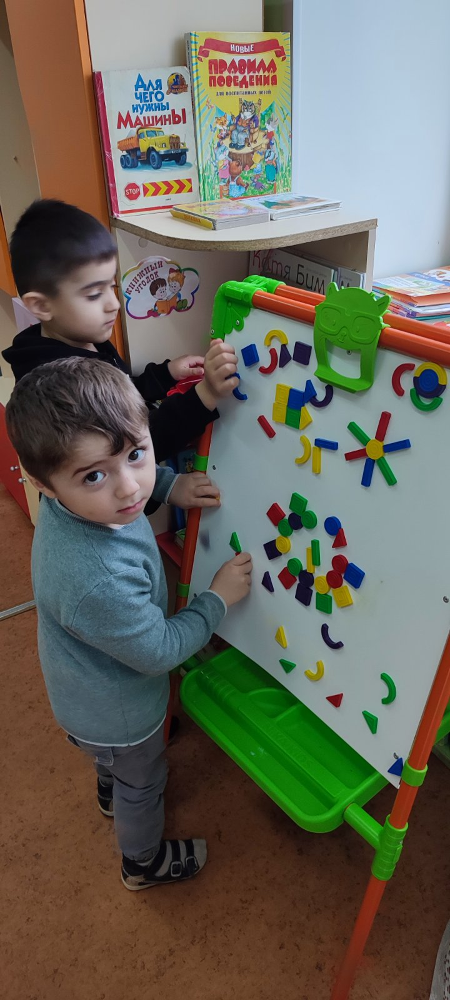 Для
чего
нужны
Машины
STOP
НОВЫЕ
ПРАВИЛА
ПОВЕДЕНИЯ
для воспитанных детей
КНИЖНЫЙ
УГОЛОК
Катя Бим